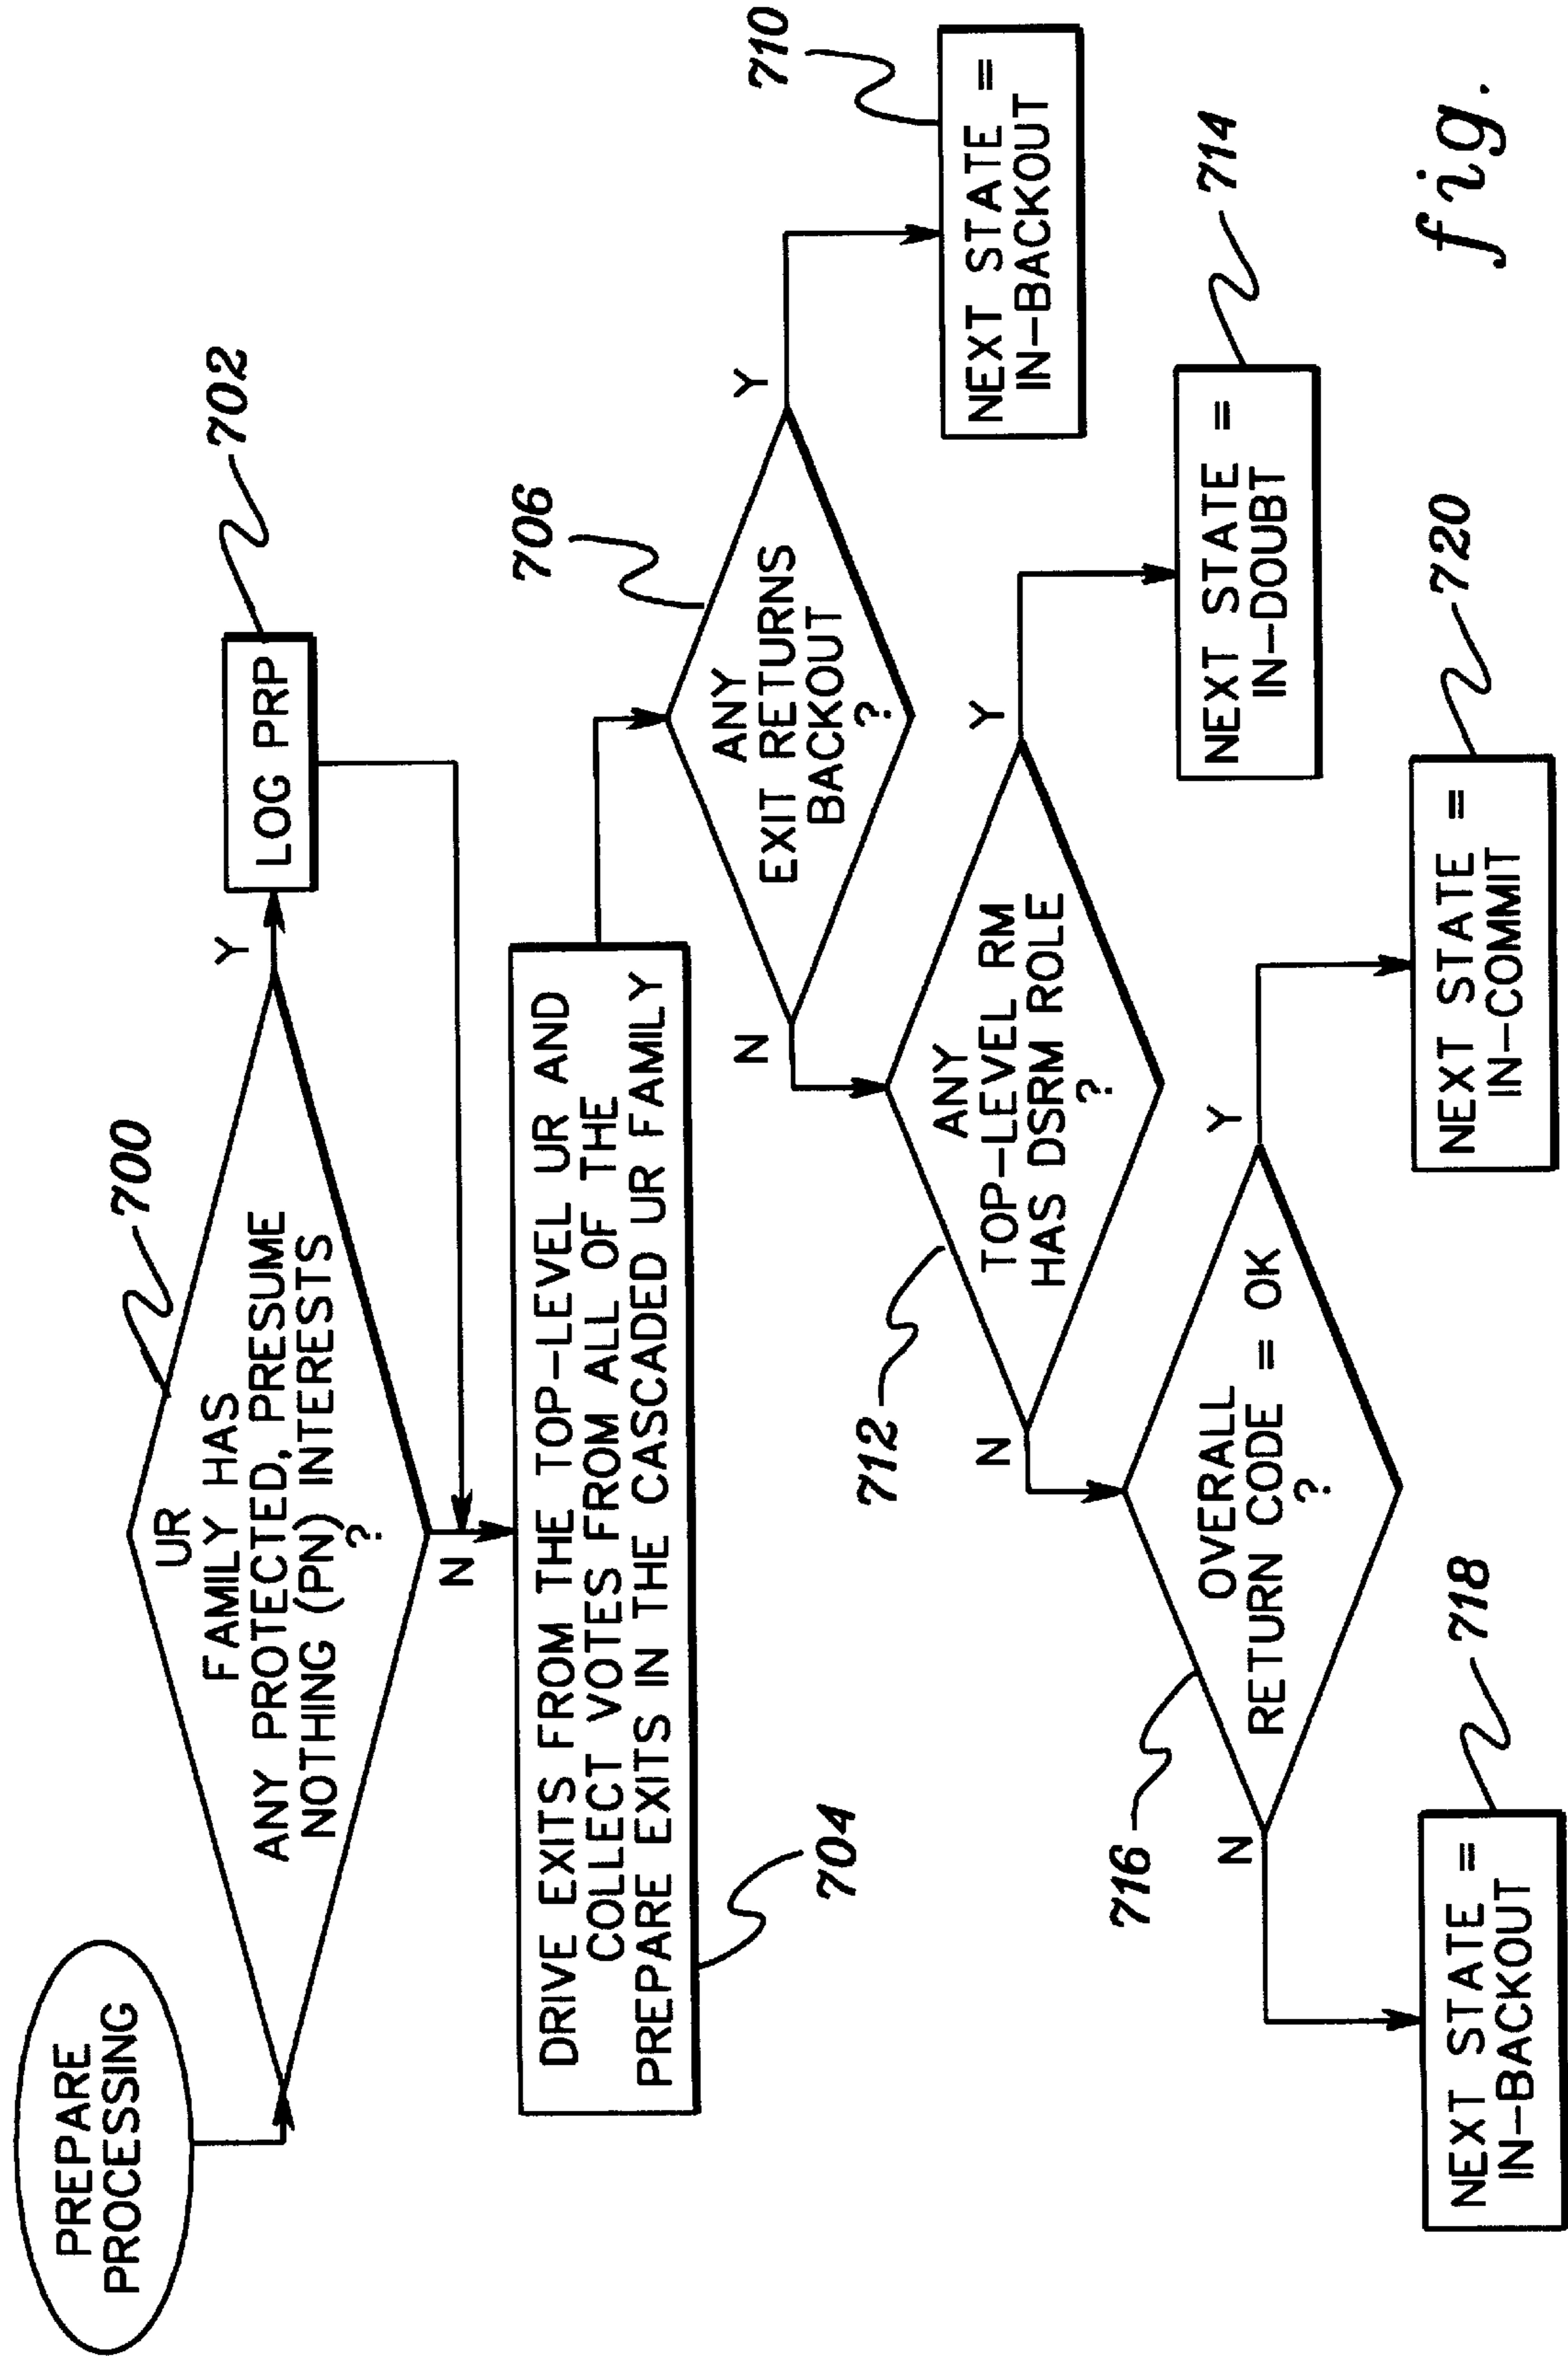 PREPARE
PROCESSING
700
UR
FAMILY HAS
ANY PROTECTED, PRESUME
NOTHING (PN) INTERESTS
?
Y
N
702
LOG PRP
DRIVE EXITS FROM THE TOP-LEVEL UR AND
COLLECT VOTES FROM ALL OF THE
PREPARE EXITS IN THE CASCADED UR FAMILY
704
706
ANY
EXIT RETURNS
BACKOUT
?
Y
N
710
NEXT STATE =
IN-BACKOUT
712
ANY
TOP-LEVEL RM
HAS DSRM ROLE
?
Y
N
714
NEXT STATE =
IN-DOUBT
716
OVERALL
RETURN CODE = OK
?
Y
N
718
NEXT STATE =
IN-BACKOUT
720
NEXT STATE =
IN-COMMIT
fig.